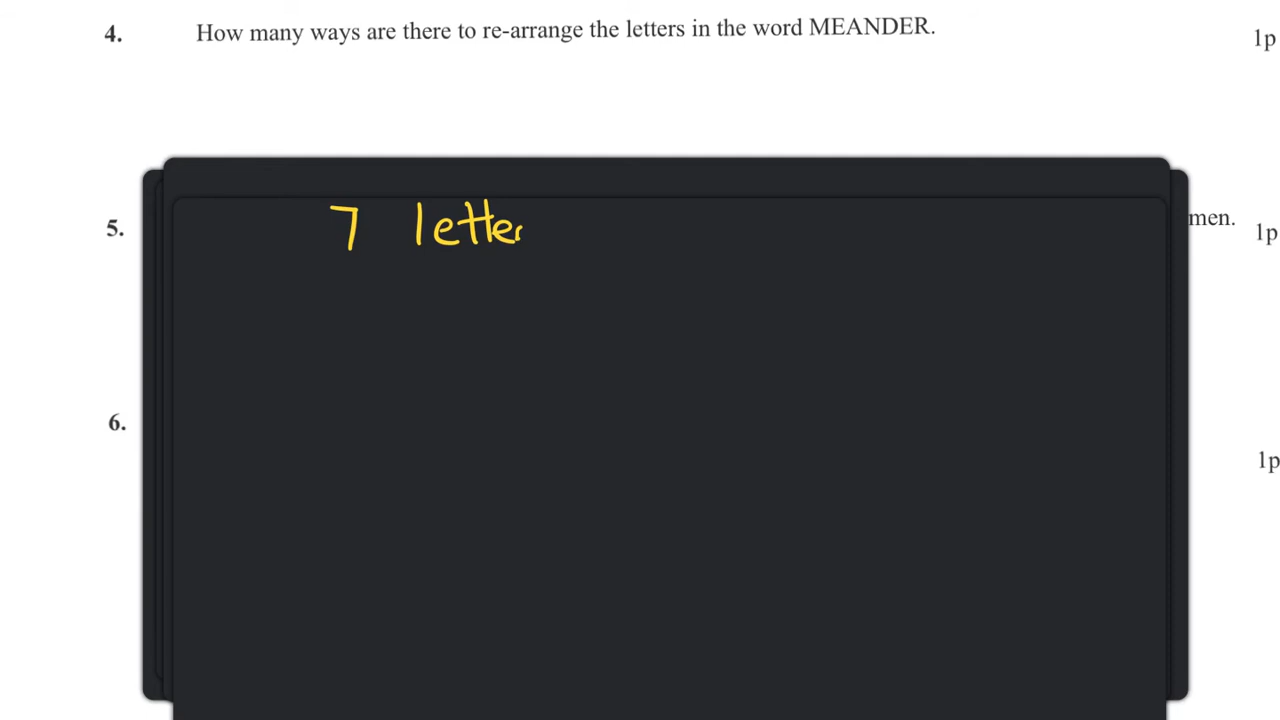 4. How many ways are there to re-arrange the letters in the word MEANDER. 1p
7 letter
5. men. 1p
6.
1p